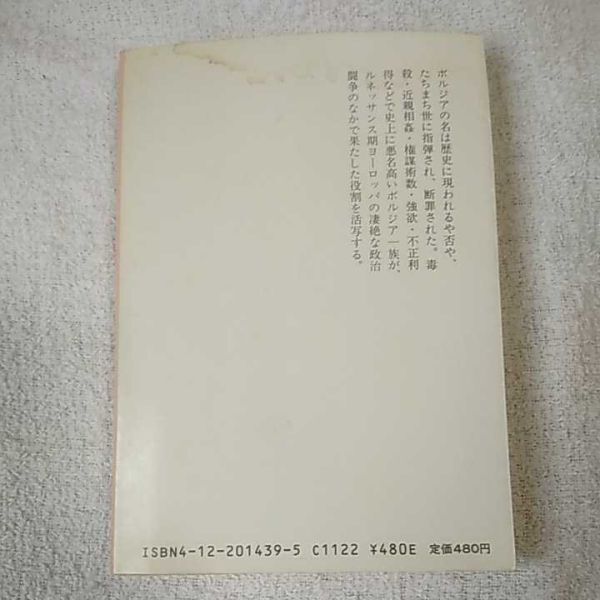 ボルジアの名は歴史に現われるや否や、
たちまち世に指弾され、断罪された。毒
殺・近親相姦・権謀術数・強欲・不正利
得などで史上に悪名高いボルジア一族が、
ルネッサンス期ヨーロッパの凄絶な政治
闘争のなかで果たした役割を活写する。
ISBN4-12-201439-5 C1122 ¥480E 定価480円